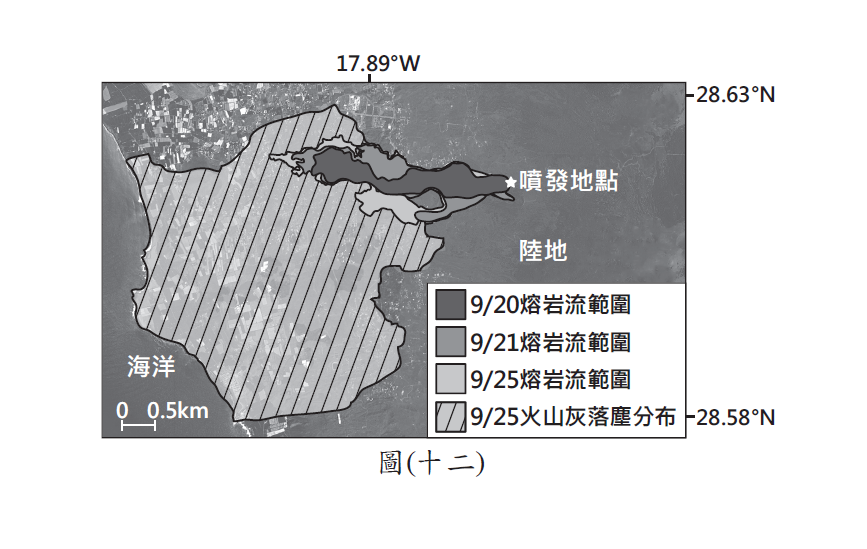 17.89°W
28.63°N
噴發地點
陸地
9/20熔岩流範圍
9/21熔岩流範圍
9/25熔岩流範圍
海洋
0 0.5km
9/25火山灰落塵分布
28.58°N
圖(十二)